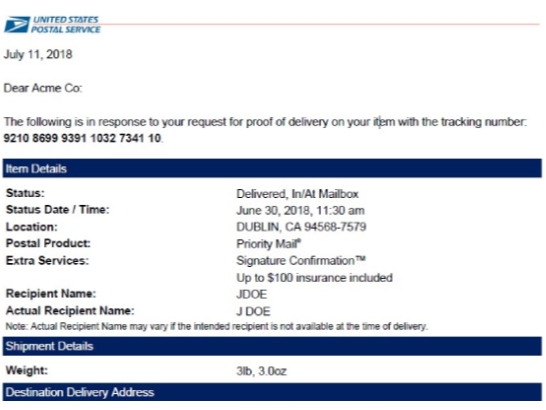 UNITED STATES
POSTAL SERVICE
July 11, 2018
Dear Acme Co:
The following is in response to your request for proof of delivery on your item with the tracking number:
9210 8699 9391 1032 7341 10.
Item Details
Status: Delivered, In/At Mailbox
Status Date / Time: June 30, 2018, 11:30 am
Location: DUBLIN, CA 94568-7579
Postal Product: Priority Mail®
Extra Services: Signature Confirmation™
Up to $100 insurance included
Recipient Name: JDOE
Actual Recipient Name: J DOE
Note: Actual Recipient Name may vary if the intended recipient is not available at the time of delivery.
Shipment Details
Weight: 3lb, 3.0oz
Destination Delivery Address